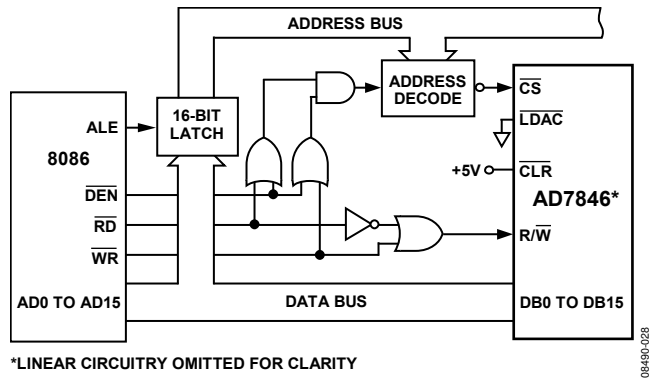 ADDRESS BUS
16-BIT
LATCH
ADDRESS
DECODE
ALE
8086
DEN
RD
WR
AD0 TO AD15
CS
LDAC
+5V
CLR
AD7846*
R/W
DATA BUS
DB0 TO DB15
*LINEAR CIRCUITRY OMITTED FOR CLARITY
08490-028